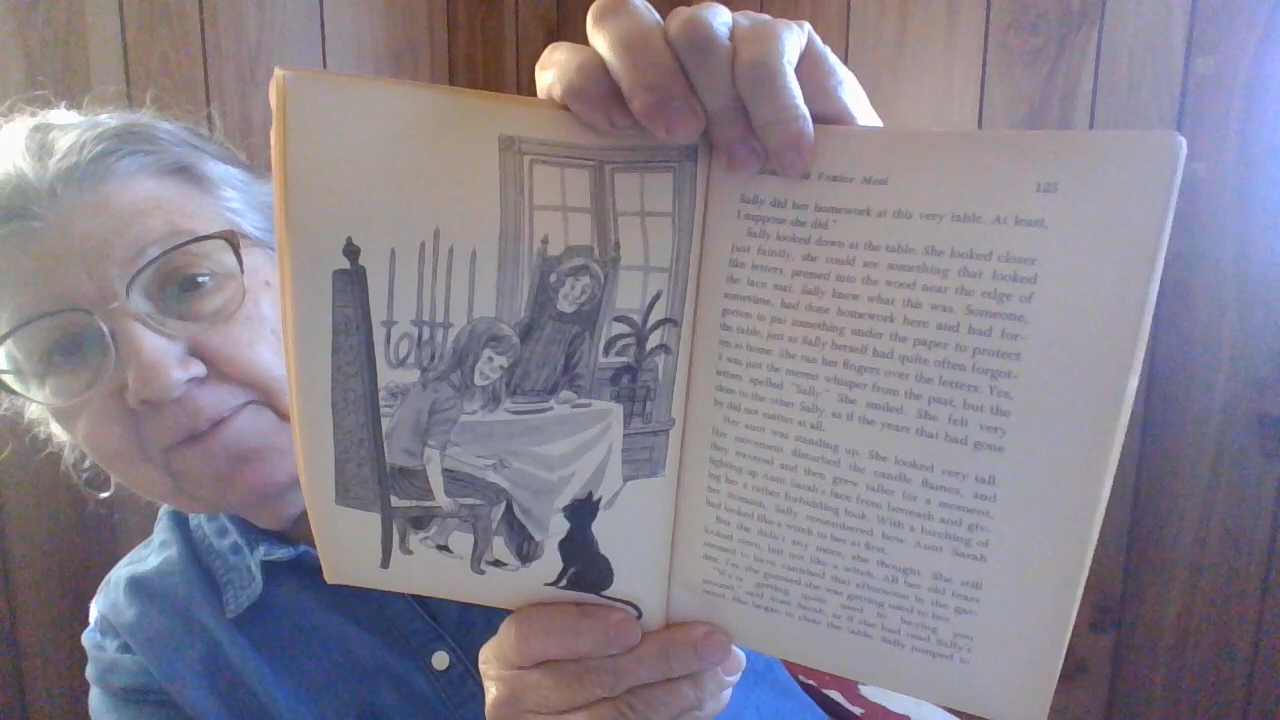 Fenior Meal 125
Sally did her homework at this very table. At least,
I suppose she did."
Sally looked down at the table. She looked closer.
Just faintly, she could see something that looked
like letters, pressed into the wood near the edge of
the lace mat. Sally knew what this was. Someone,
sometime, had done homework here and had for-
gotten to put something under the paper to protect
the table, just as Sally herself had quite often forgot-
ten at home. She ran her fingers over the letters. Yes,
it was just the merest whisper from the past, but the
letters spelled "Sally." She smiled. She felt very
close to the other Sally, as if the years that had gone
by did not matter at all.
Her aunt was standing up. She looked very tall.
Her movement disturbed the candle flames, and
they wavered and then grew taller for a moment,
lighting up Aunt Sarah's face from beneath and giv-
ing her a rather forbidding look. With a lurching of
her stomach, Sally remembered how Aunt Sarah
had looked like a witch to her at first.
But she didn't any more, she thought. She still
looked stern, but not like a witch. All her old fears
seemed to have vanished that afternoon in the gar-
den. Yes, she guessed she was getting used to her.
"I'm getting quite used to having you
around," said Aunt Sarah, as if she had read Sally's
mind. She began to clear the table. Sally jumped to